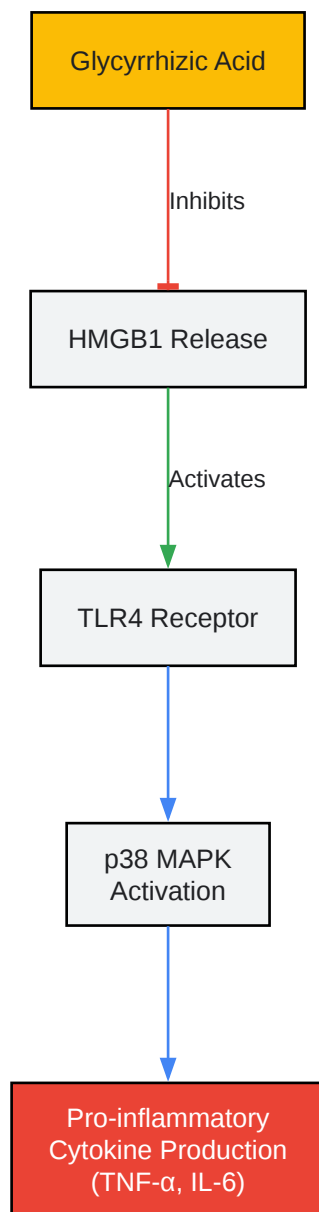 Glycyrrhizic Acid
Inhibits
HMGB1 Release
Activates
TLR4 Receptor
p38 MAPK
Activation
Pro-inflammatory
Cytokine Production
(TNF-α, IL-6)